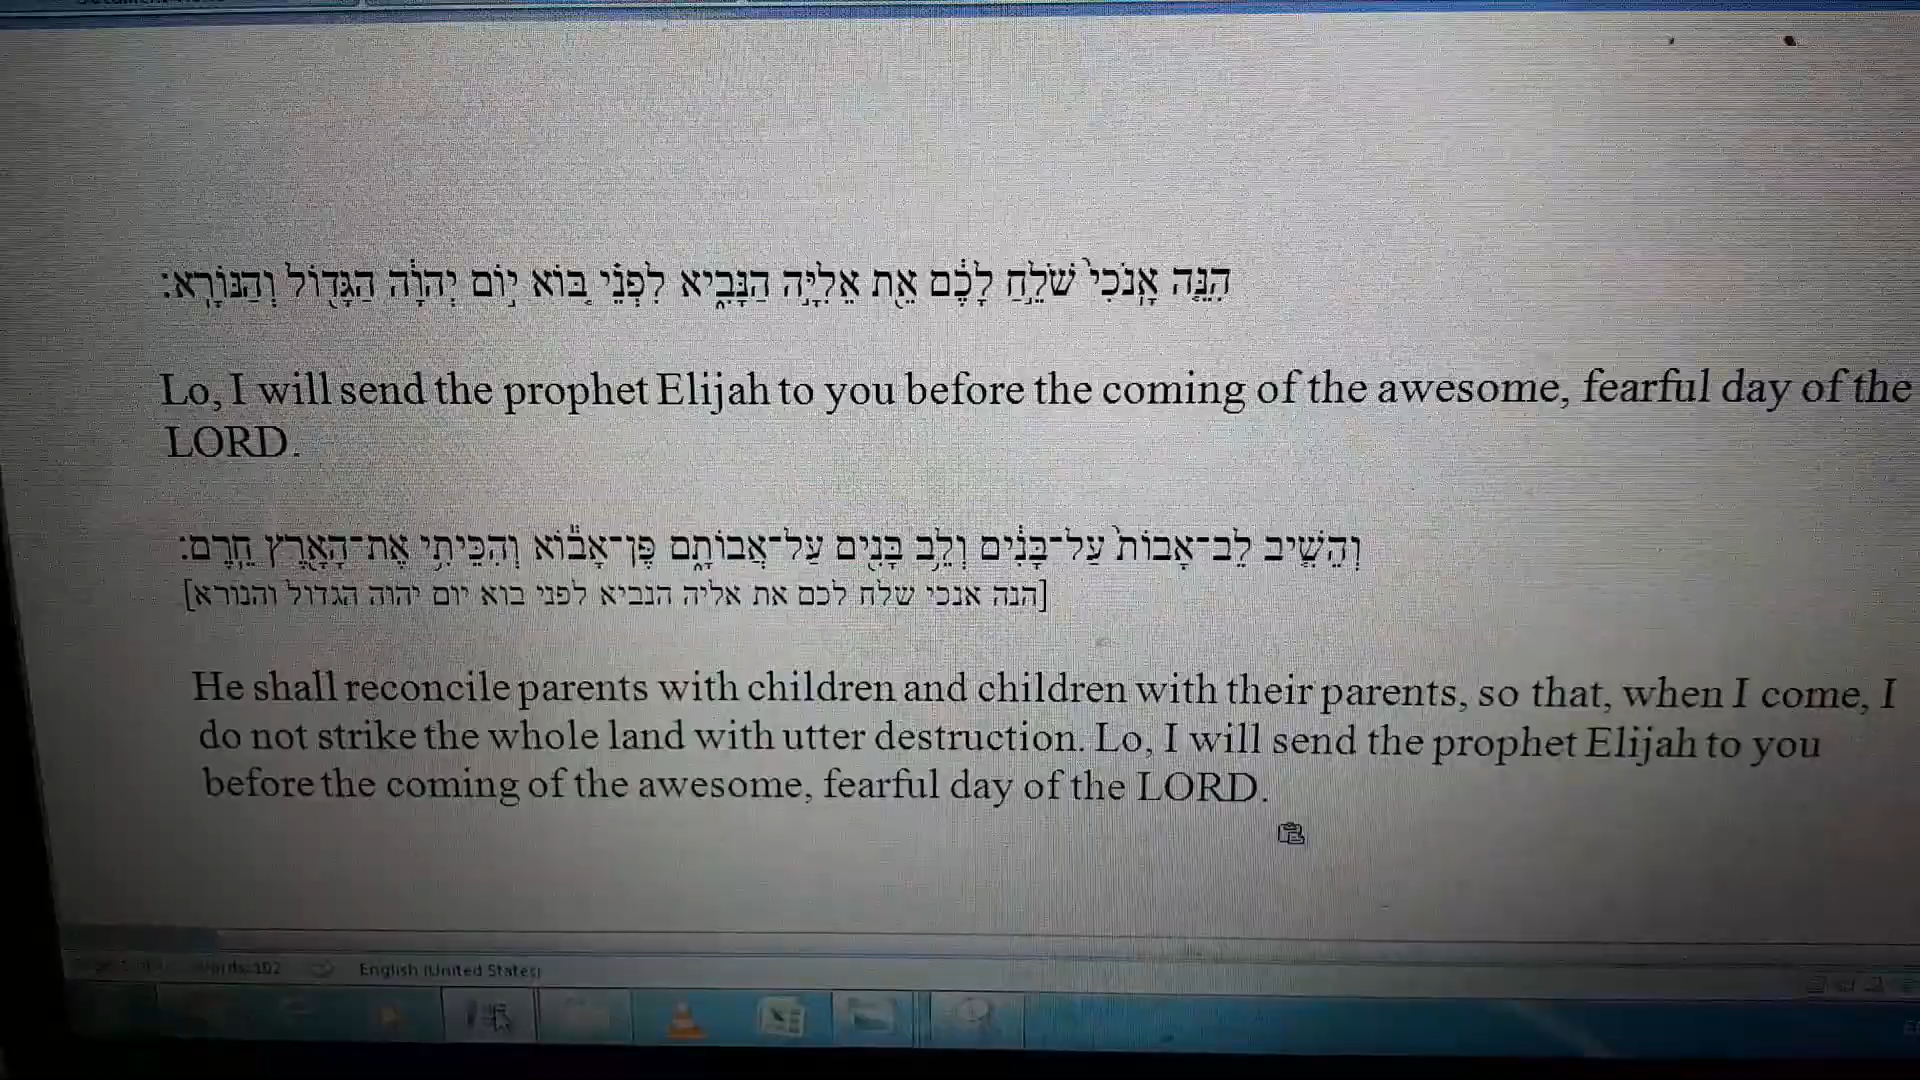 הִנֵּ֤ה אָֽנֹכִי֙ שֹׁלֵ֣חַ לָכֶ֔ם אֵ֖ת אֵלִיָּ֣ה הַנָּבִ֑יא לִפְנֵ֗י בּ֚וֹא י֣וֹם יְהוָ֔ה הַגָּד֖וֹל וְהַנּוֹרָֽא׃
Lo, I will send the prophet Elijah to you before the coming of the awesome, fearful day of the
LORD.
וְהֵשִׁ֤יב לֵב־אָבוֹת֙ עַל־בָּנִ֔ים וְלֵ֥ב בָּנִ֖ים עַל־אֲבוֹתָ֑ם פֶּן־אָב֕וֹא וְהִכֵּיתִ֥י אֶת־הָאָ֖רֶץ חֵֽרֶם׃
[הנה אנכי שלח לכם את אליה הנביא לפני בוא יום יהוה הגדול והנורא]
He shall reconcile parents with children and children with their parents, so that, when I come, I
do not strike the whole land with utter destruction. Lo, I will send the prophet Elijah to you
before the coming of the awesome, fearful day of the LORD.
Words: 102 English (United States)